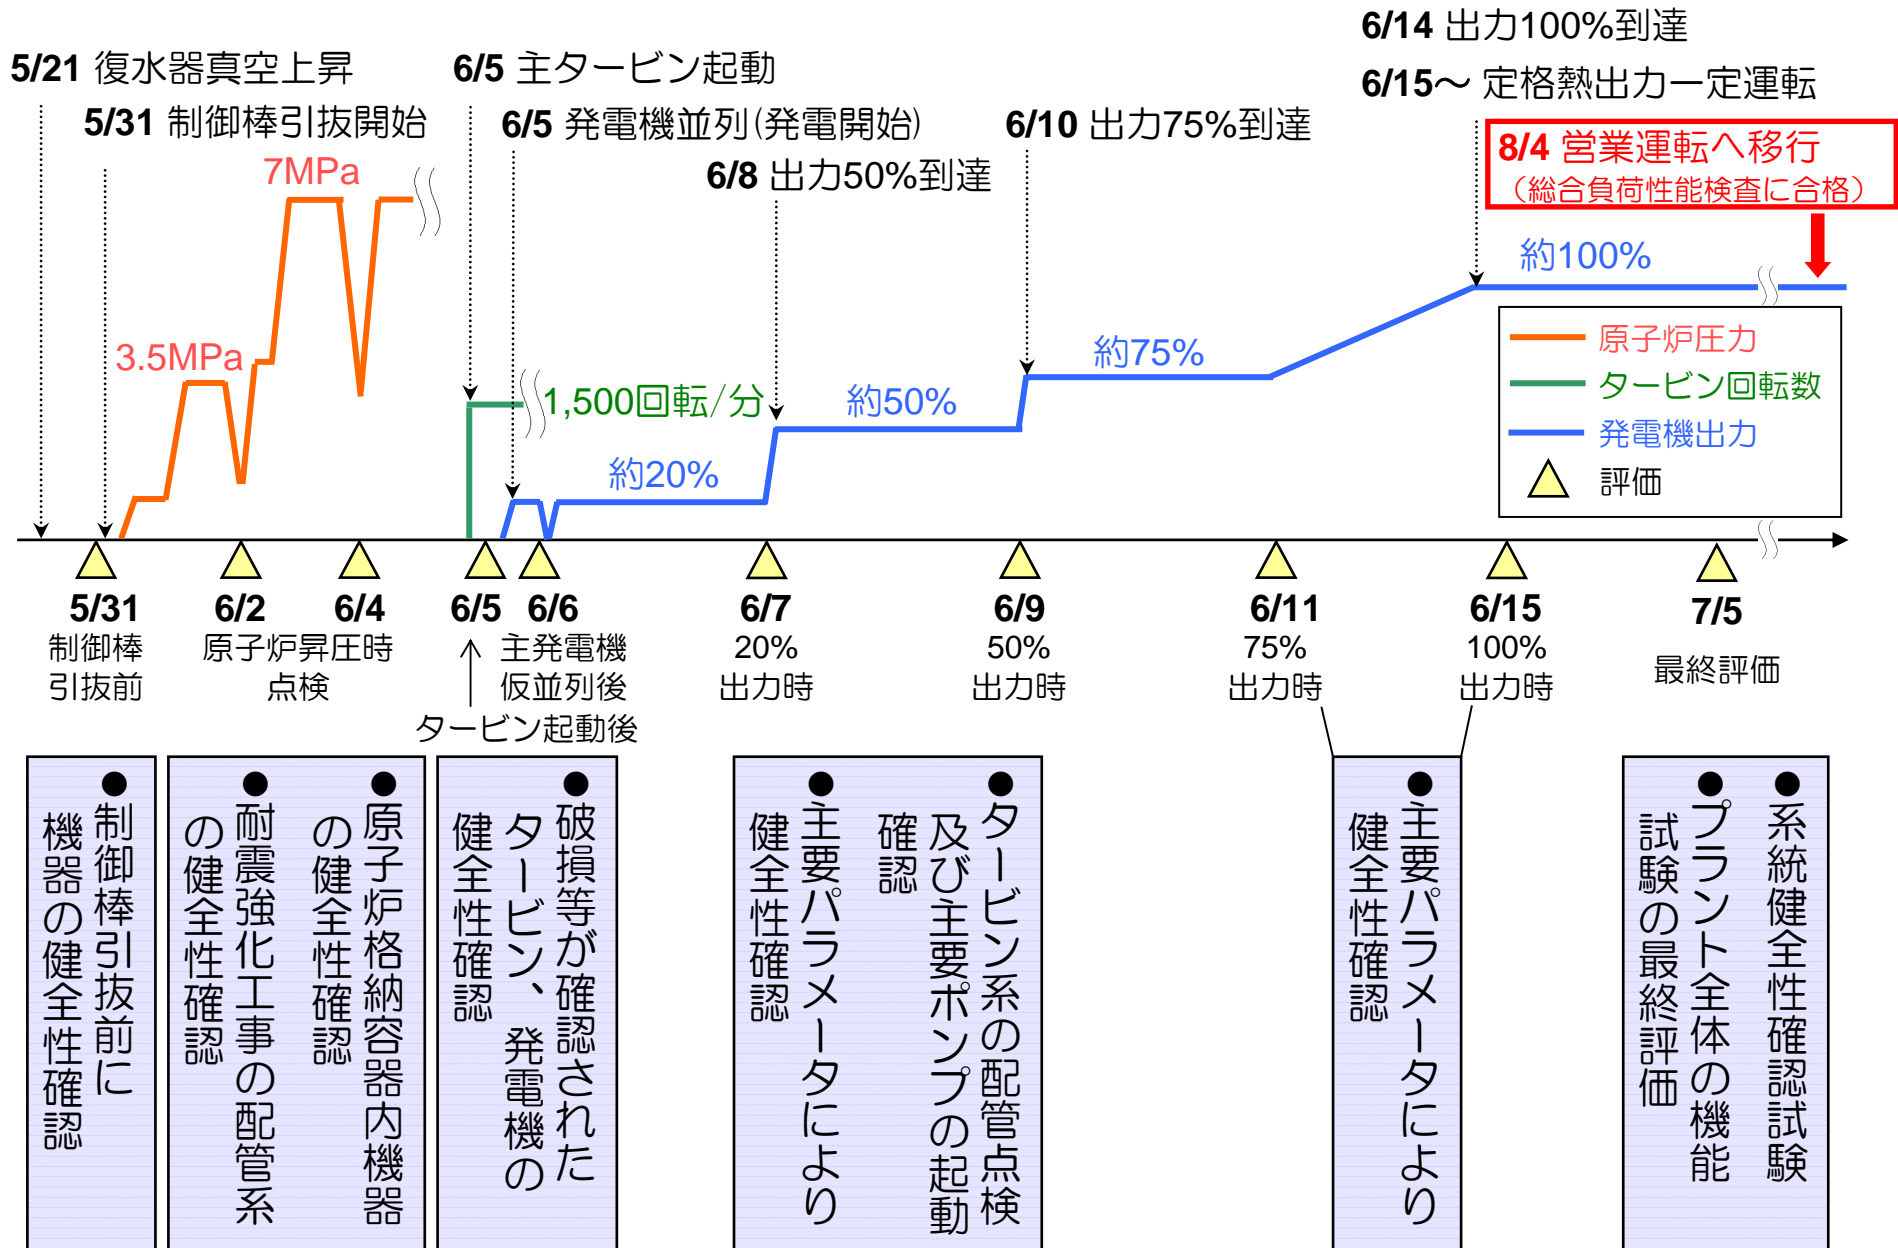 6/14 出力100%到達
5/21 復水器真空上昇
6/5 主タービン起動
6/15～ 定格熱出力一定運転
5/31 制御棒引抜開始
6/5 発電機並列(発電開始)
6/10 出力75%到達
8/4 営業運転へ移行
（総合負荷性能検査に合格）
6/8 出力50%到達
7MPa
3.5MPa
1,500回転/分
約20%
約50%
約75%
約100%
原子炉圧力
タービン回転数
発電機出力
評価
5/31
制御棒
引抜前
6/2
6/4
原子炉昇圧時
点検
6/5
タービン起動後
6/6
主発電機
仮並列後
6/7
20%
出力時
6/9
50%
出力時
6/11
75%
出力時
6/15
100%
出力時
7/5
最終評価
●制御棒引抜前に
機器の健全性確認
●原子炉格納容器内機器
の健全性確認
●耐震強化工事の配管系
の健全性確認
●破損等が確認された
タービン、発電機の
健全性確認
●タービン系の配管点検
及び主要ポンプの起動
確認
●主要パラメータにより
健全性確認
●主要パラメータにより
健全性確認
●系統健全性確認試験
●プラント全体の機能
試験の最終評価